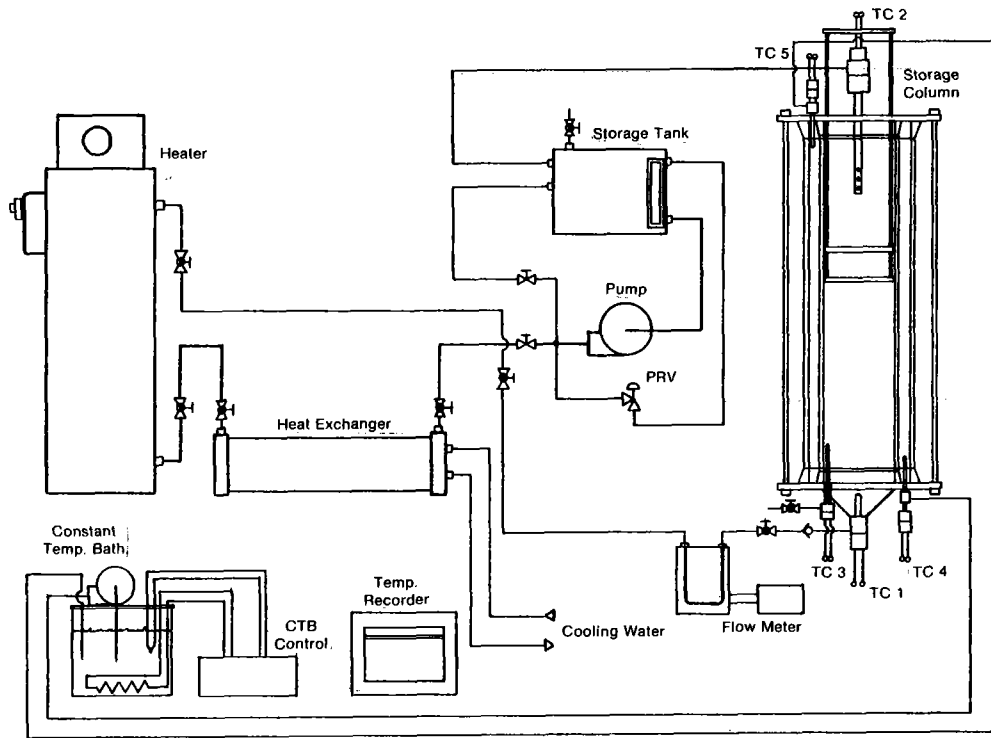 TC 2
TC 5
Storage
Column
Storage Tank
Heater
Pump
PRV
Heat Exchanger
Constant
Temp. Bath
TC 3
TC 4
TC 1
Temp.
Recorder
CTB
Control.
Cooling Water
Flow Meter